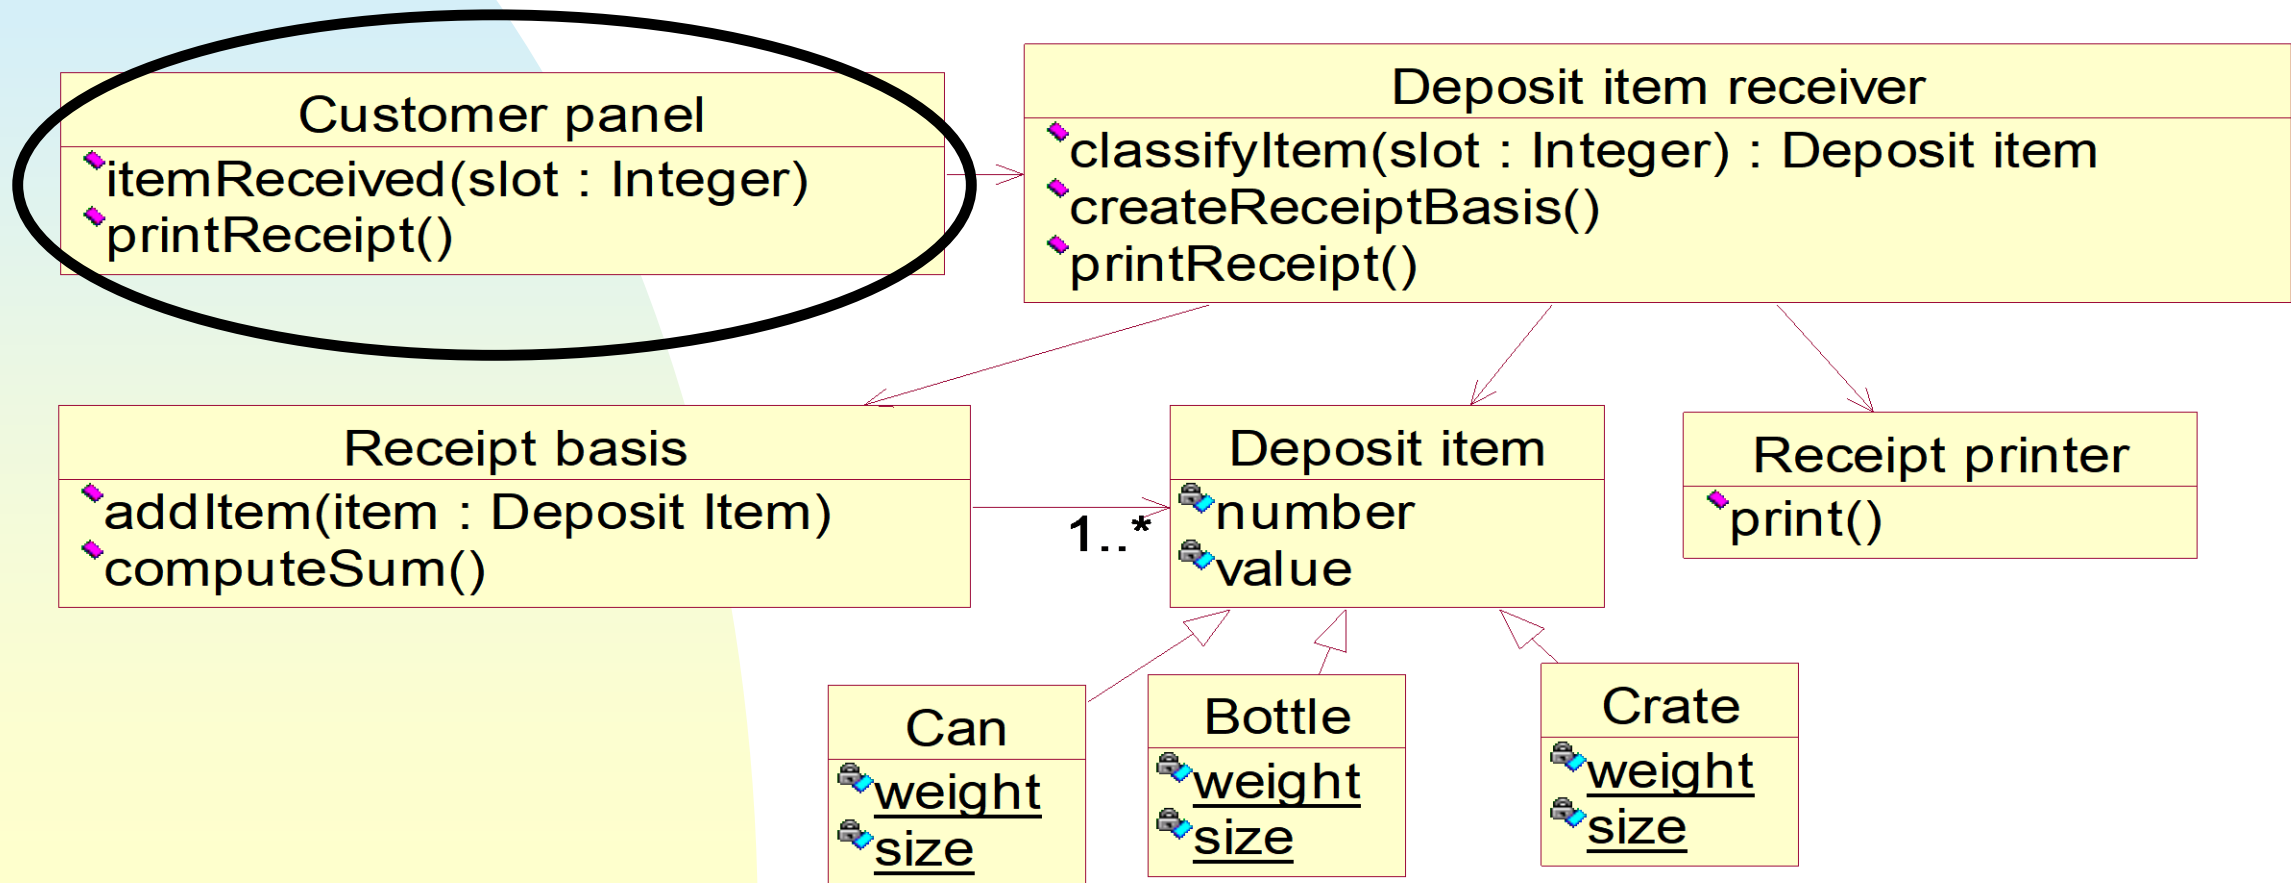 Customer panel
itemReceived(slot : Integer)
printReceipt()
Deposit item receiver
classifyItem(slot : Integer) : Deposit item
createReceiptBasis()
printReceipt()
Receipt basis
addItem(item : Deposit Item)
computeSum()
1..*
Deposit item
number
value
Receipt printer
print()
Can
weight
size
Bottle
weight
size
Crate
weight
size